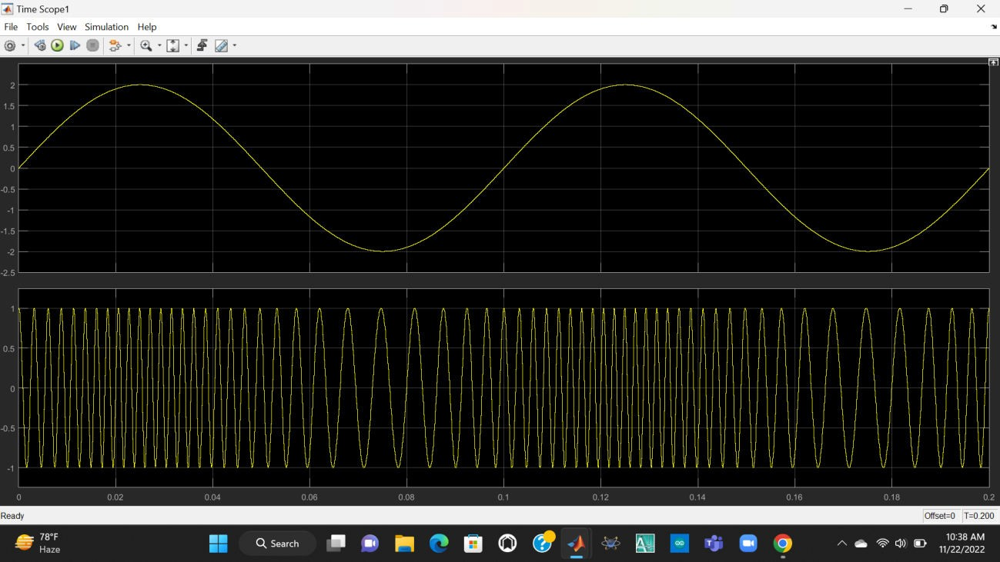 Time Scope1
File Tools View Simulation Help
2
1.5
1
0.5
0
-0.5
-1
-1.5
-2
-2.5
1
0.5
0
-0.5
-1
0 0.02 0.04 0.06 0.08 0.1 0.12 0.14 0.16 0.18 0.2
Ready Offset=0 T=0.200
78°F
Haze
Search
10:38 AM
11/22/2022